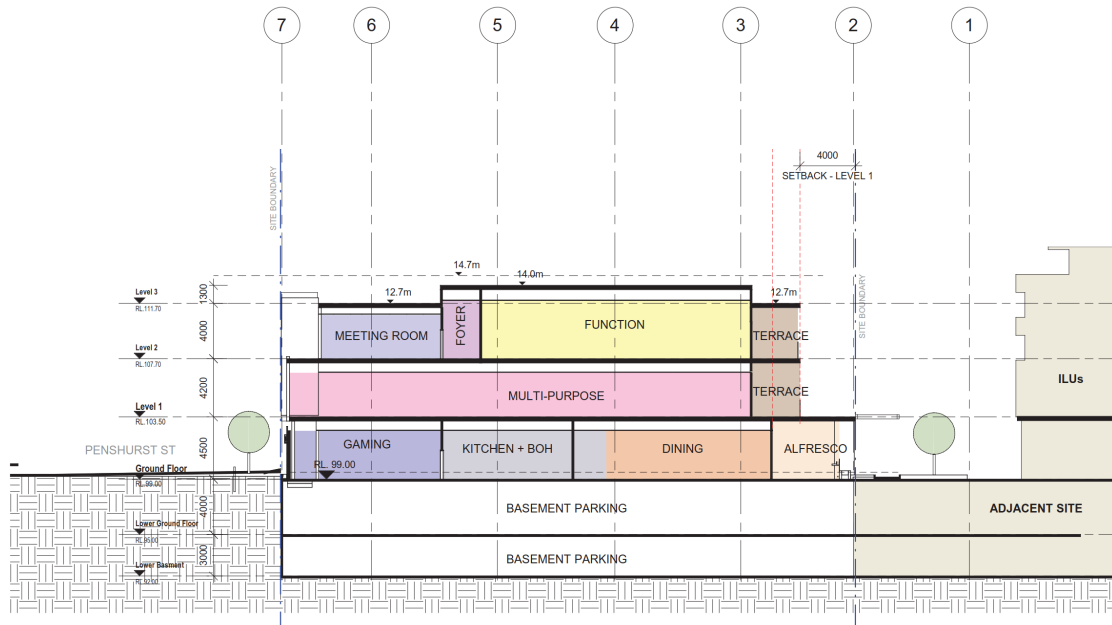 7 6 5 4 3 2 1
SITE BOUNDARY
4000
SETBACK - LEVEL 1
SITE BOUNDARY
14.7m
14.0m
12.7m
12.7m
1300
Level 3
RL.111.70
4000
MEETING ROOM
FOYER
FUNCTION
TERRACE
Level 2
RL.107.70
4200
MULTI-PURPOSE
TERRACE
ILUs
Level 1
RL.103.50
PENSHURST ST
4500
GAMING
KITCHEN + BOH
DINING
ALFRESCO
Ground Floor
RL.99.00
RL. 99.00
4000
BASEMENT PARKING
ADJACENT SITE
Lower Ground Floor
RL.95.00
3000
BASEMENT PARKING
Lower Basment
RL.92.00